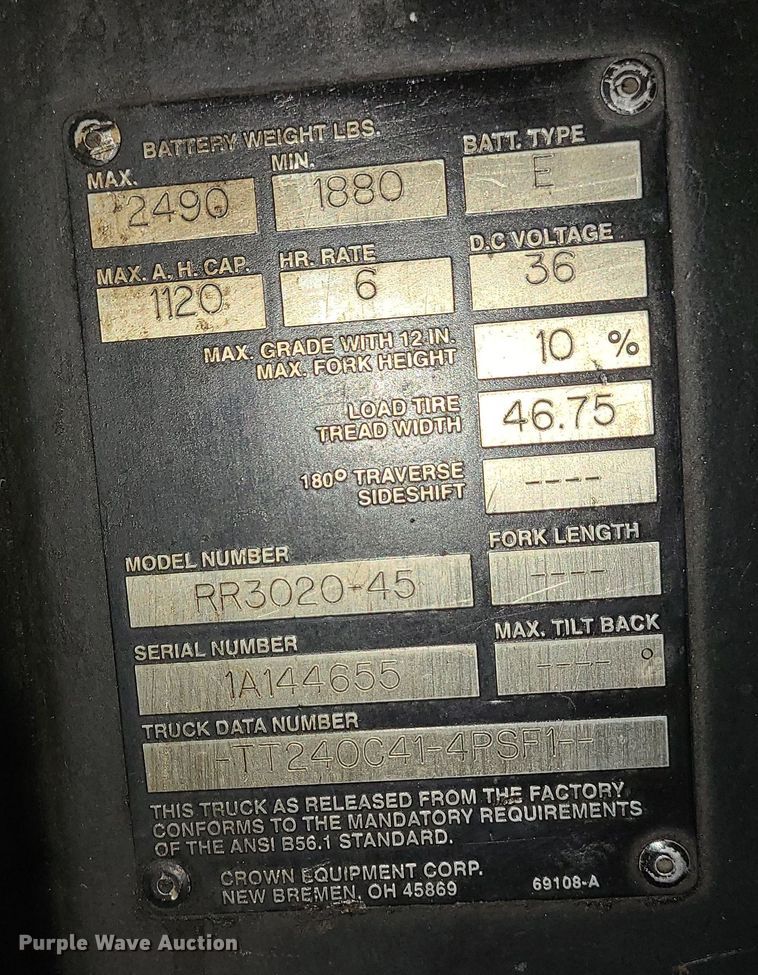 BATTERY WEIGHT LBS.
MAX. MIN. BATT. TYPE
2490 1880 E
MAX. A. H. CAP. HR. RATE D.C VOLTAGE
1120 6 36
MAX. GRADE WITH 12 IN.
MAX. FORK HEIGHT 10 %
LOAD TIRE
TREAD WIDTH 46.75
180° TRAVERSE
SIDESHIFT ----
MODEL NUMBER FORK LENGTH
RR3020-45 ----
SERIAL NUMBER MAX. TILT BACK
1A144655 ---- °
TRUCK DATA NUMBER
-TT240C41-4PSF1--
THIS TRUCK AS RELEASED FROM THE FACTORY
CONFORMS TO THE MANDATORY REQUIREMENTS
OF THE ANSI B56.1 STANDARD.
CROWN EQUIPMENT CORP.
NEW BREMEN, OH 45869 69108-A
Purple Wave Auction